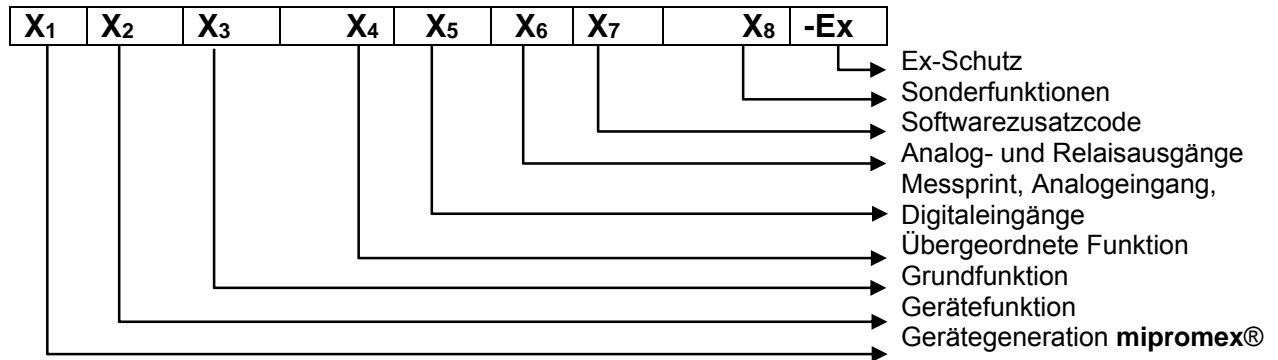 X1 X2 X3 X4 X5 X6 X7 X8 -Ex
Ex-Schutz
Sonderfunktionen
Softwarezusatzcode
Analog- und Relaisausgänge
Messprint, Analogeingang,
Digitaleingänge
Übergeordnete Funktion
Grundfunktion
Gerätefunktion
Gerätegeneration mipromex®